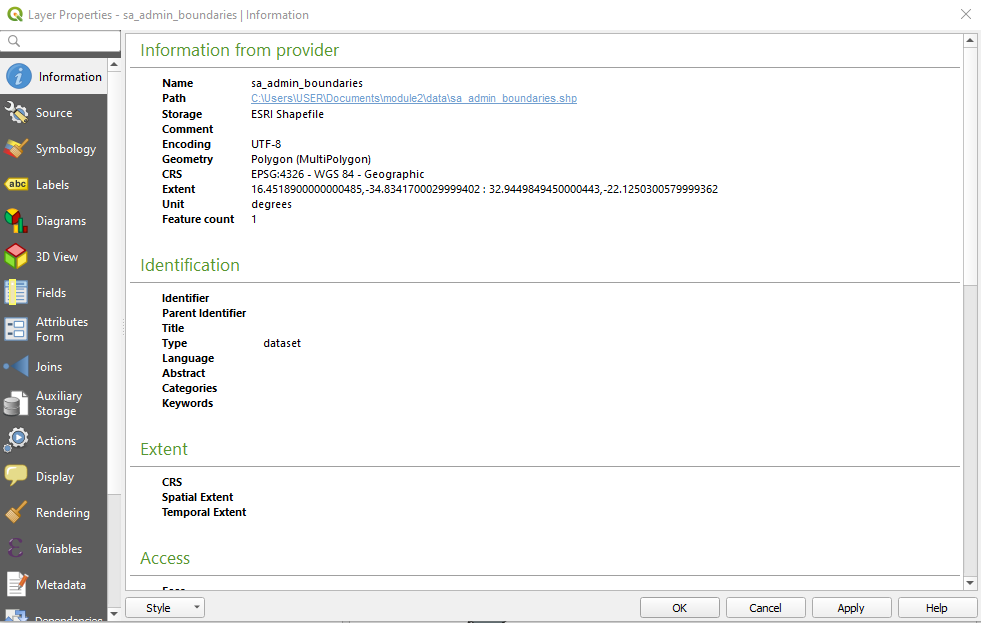 Layer Properties - sa_admin_boundaries | Information
Information
Source
Symbology
abc Labels
Diagrams
3D View
Fields
Attributes
Form
Joins
Auxiliary
Storage
Actions
Display
Rendering
Variables
Metadata
Dependencies
Information from provider
Name sa_admin_boundaries
Path C:\Users\USER\Documents\module2\data\sa_admin_boundaries.shp
Storage ESRI Shapefile
Comment
Encoding UTF-8
Geometry Polygon (MultiPolygon)
CRS EPSG:4326 - WGS 84 - Geographic
Extent 16.4518900000000485,-34.8341700029999402 : 32.9449849450000443,-22.1250300579999362
Unit degrees
Feature count 1
Identification
Identifier
Parent Identifier
Title
Type dataset
Language
Abstract
Categories
Keywords
Extent
CRS
Spatial Extent
Temporal Extent
Access
Fees
Style
OK
Cancel
Apply
Help